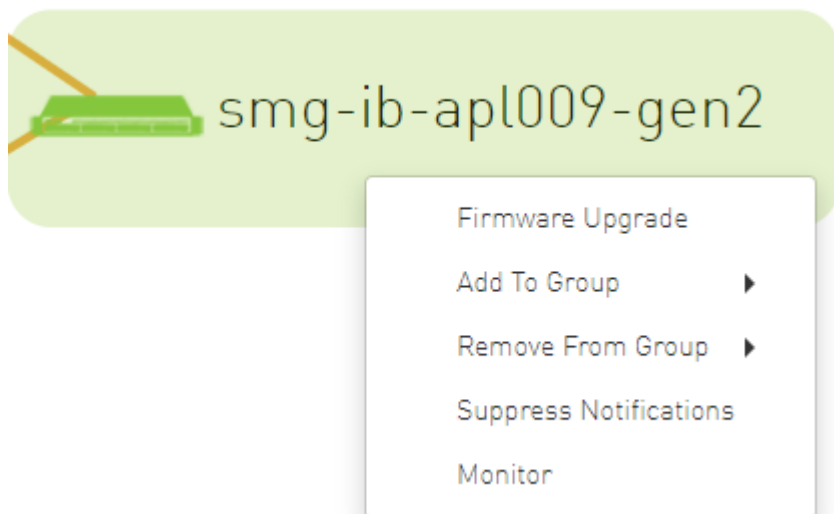 smg-ib-apl009-gen2
Firmware Upgrade
Add To Group
Remove From Group
Suppress Notifications
Monitor